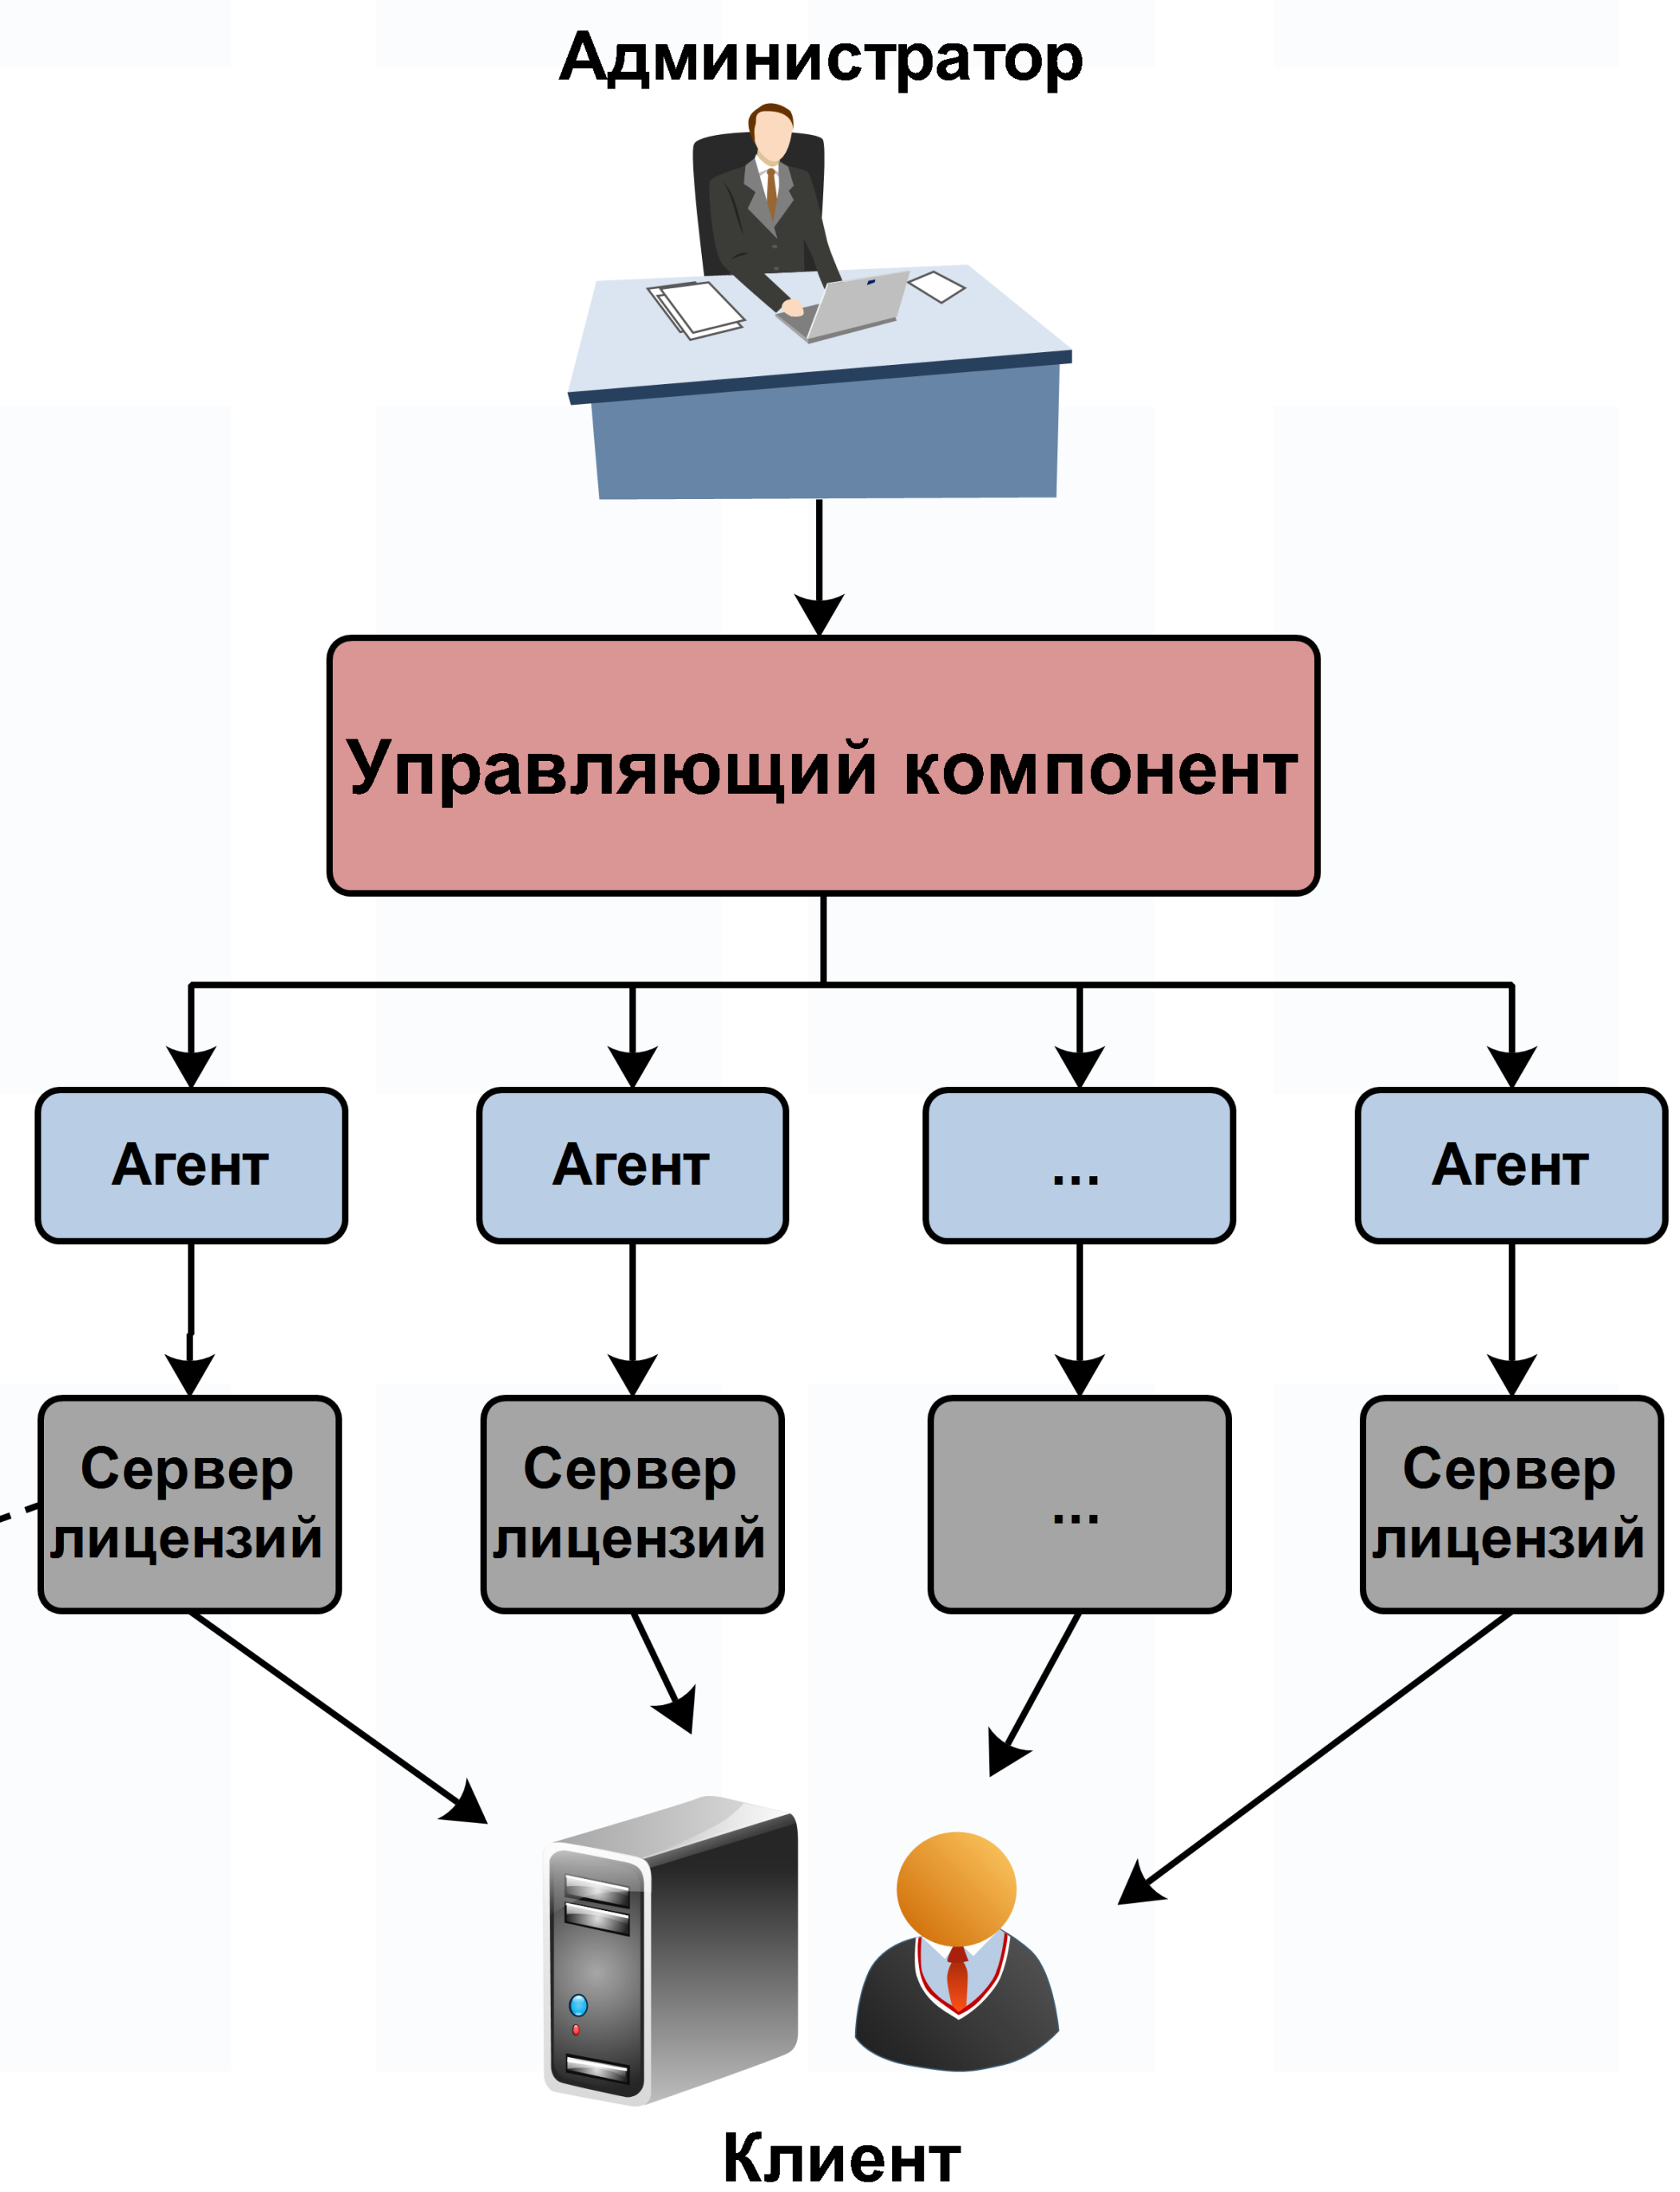 Администратор
Управляющий компонент
Агент
Агент
...
Агент
Сервер
лицензий
Сервер
лицензий
...
Сервер
лицензий
Клиент